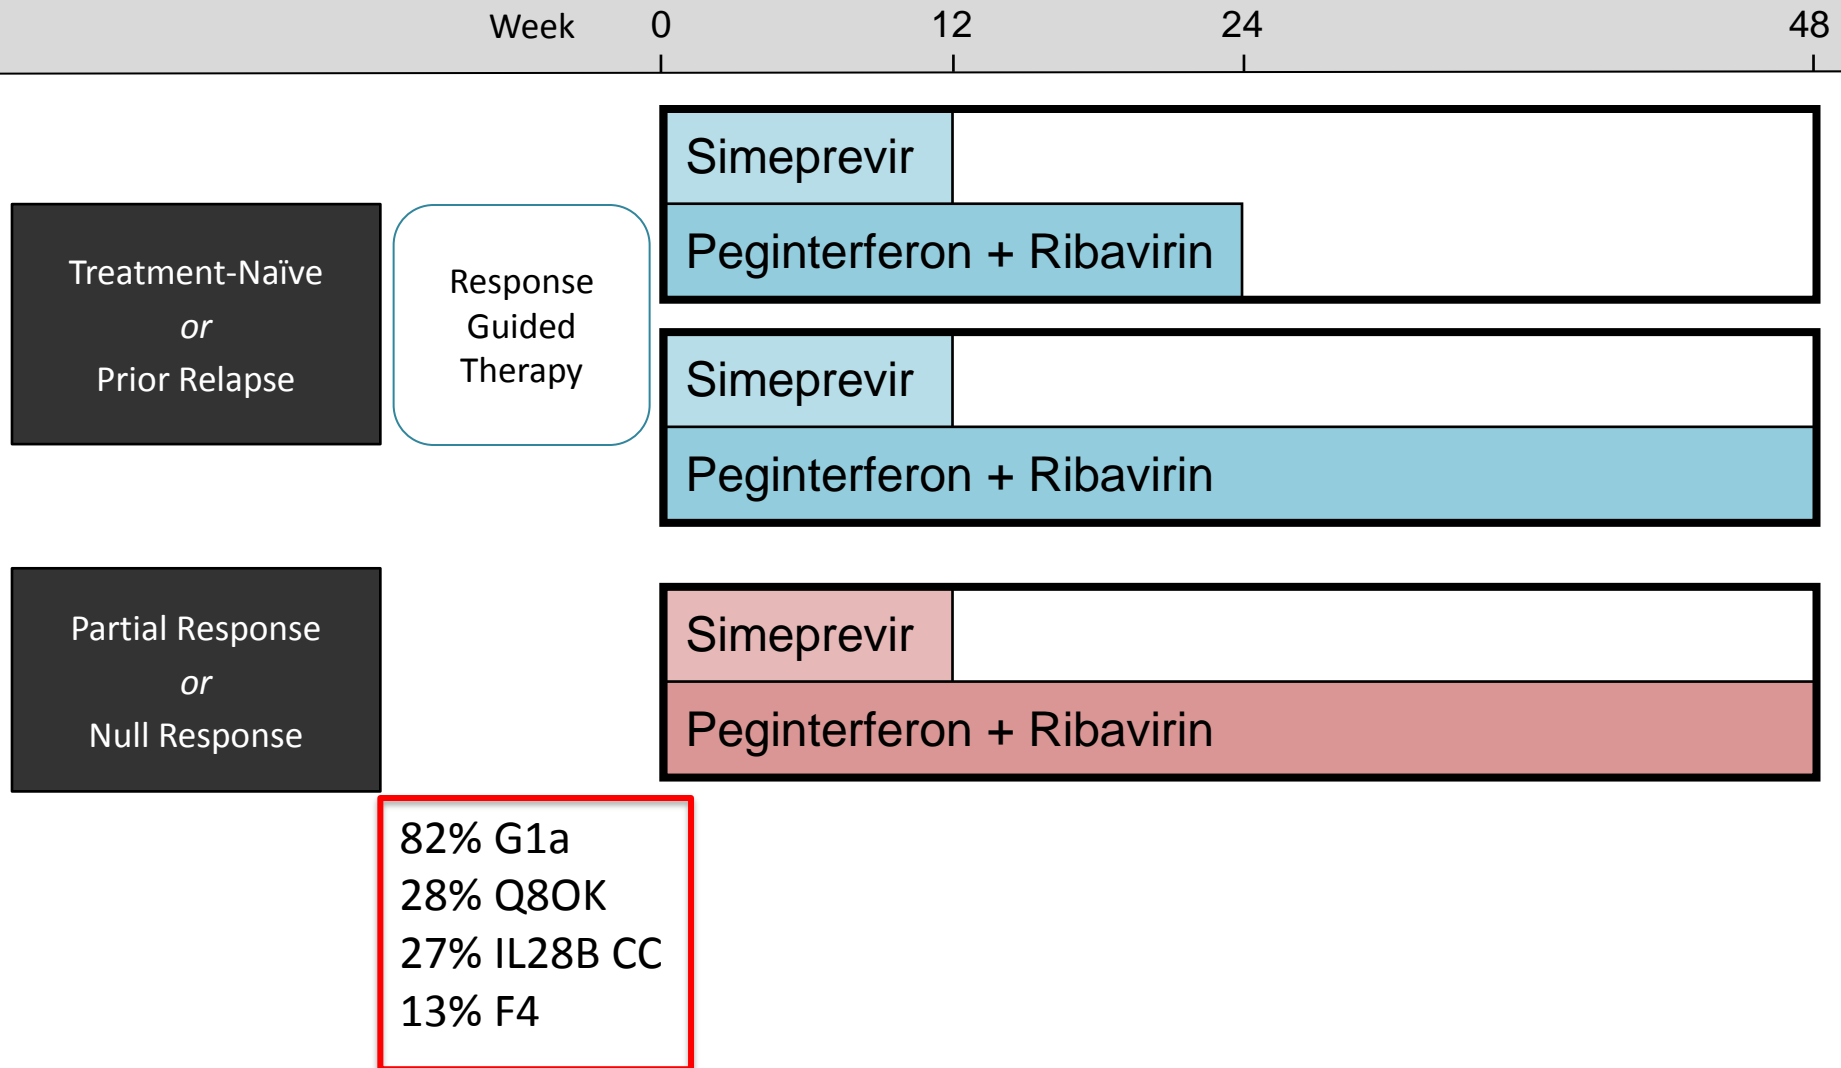 Week 0 12 24 48
Treatment-Naïve
or
Prior Relapse
Response
Guided
Therapy
Simeprevir
Peginterferon + Ribavirin
Simeprevir
Peginterferon + Ribavirin
Partial Response
or
Null Response
Simeprevir
Peginterferon + Ribavirin
82% G1a
28% Q8OK
27% IL28B CC
13% F4